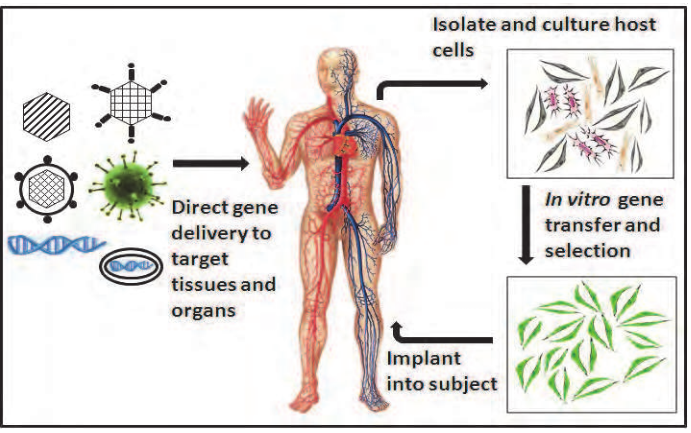 Isolate and culture host
cells
Direct gene
delivery to
target
tissues and
organs
In vitro gene
transfer and
selection
Implant
into subject